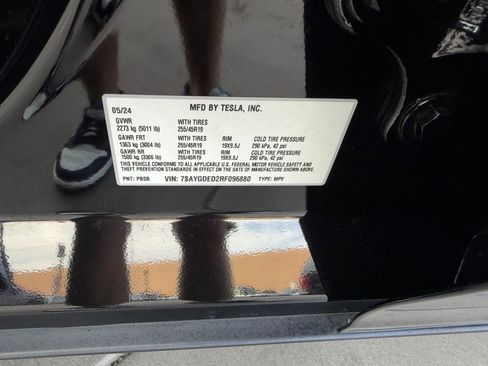 05/24 MFD BY TESLA, INC.
GVWR WITH TIRES
2273 kg (5011 lb) 255/45R19
GAWR FRT WITH TIRES RIM COLD TIRE PRESSURE
1363 kg (3004 lb) 255/45R19 19X9.5J 290 kPa, 42 psi
GAWR RR WITH TIRES RIM COLD TIRE PRESSURE
1500 kg (3306 lb) 255/45R19 19X9.5J 290 kPa, 42 psi
THIS VEHICLE CONFORMS TO ALL APPLICABLE U.S. FEDERAL MOTOR VEHICLE SAFETY AND
THEFT PREVENTION STANDARDS IN EFFECT ON THE DATE OF MANUFACTURE SHOWN ABOVE.
PNT: PBSB VIN: 7SAYGDED2RF096880 TYPE: MPV